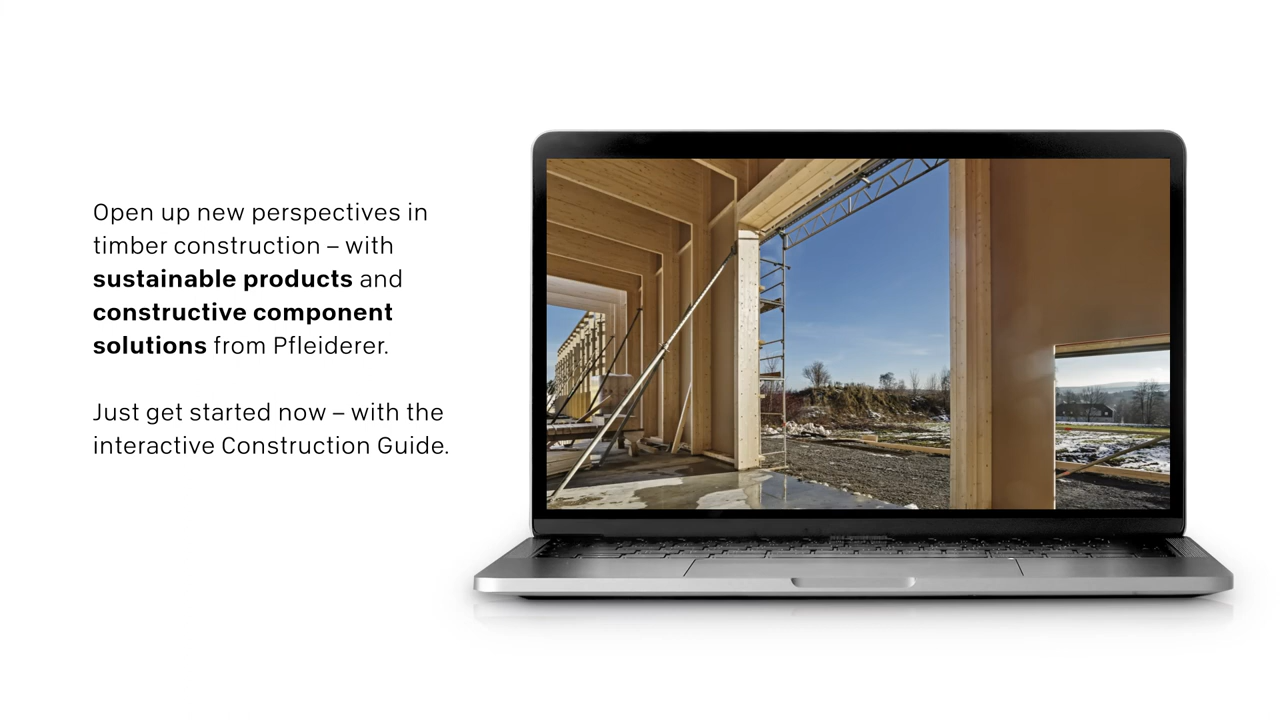 Open up new perspectives in
timber construction – with
sustainable products and
constructive component
solutions from Pfleiderer.
Just get started now – with the
interactive Construction Guide.